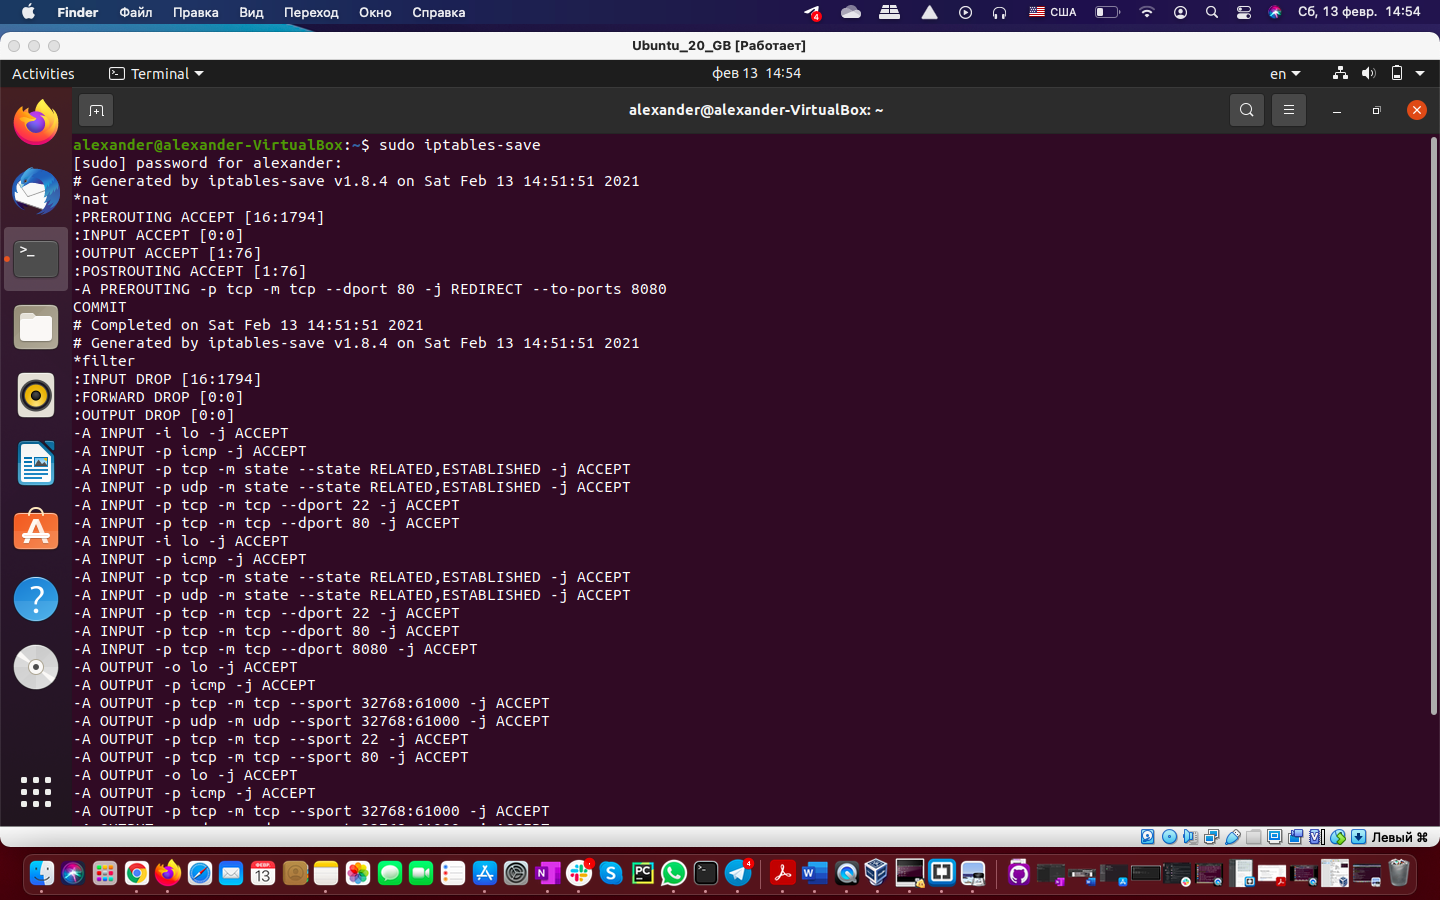 Finder Файл Правка Вид Переход Окно Справка 4 США Сб, 13 февр. 14:54
Ubuntu_20_GB [Работает]
Activities Terminal фев 13 14:54 en
alexander@alexander-VirtualBox: ~
alexander@alexander-VirtualBox:~$ sudo iptables-save
[sudo] password for alexander:
# Generated by iptables-save v1.8.4 on Sat Feb 13 14:51:51 2021
*nat
:PREROUTING ACCEPT [16:1794]
:INPUT ACCEPT [0:0]
:OUTPUT ACCEPT [1:76]
:POSTROUTING ACCEPT [1:76]
-A PREROUTING -p tcp -m tcp --dport 80 -j REDIRECT --to-ports 8080
COMMIT
# Completed on Sat Feb 13 14:51:51 2021
# Generated by iptables-save v1.8.4 on Sat Feb 13 14:51:51 2021
*filter
:INPUT DROP [16:1794]
:FORWARD DROP [0:0]
:OUTPUT DROP [0:0]
-A INPUT -i lo -j ACCEPT
-A INPUT -p icmp -j ACCEPT
-A INPUT -p tcp -m state --state RELATED,ESTABLISHED -j ACCEPT
-A INPUT -p udp -m state --state RELATED,ESTABLISHED -j ACCEPT
-A INPUT -p tcp -m tcp --dport 22 -j ACCEPT
-A INPUT -p tcp -m tcp --dport 80 -j ACCEPT
-A INPUT -i lo -j ACCEPT
-A INPUT -p icmp -j ACCEPT
-A INPUT -p tcp -m state --state RELATED,ESTABLISHED -j ACCEPT
-A INPUT -p udp -m state --state RELATED,ESTABLISHED -j ACCEPT
-A INPUT -p tcp -m tcp --dport 22 -j ACCEPT
-A INPUT -p tcp -m tcp --dport 80 -j ACCEPT
-A INPUT -p tcp -m tcp --dport 8080 -j ACCEPT
-A OUTPUT -o lo -j ACCEPT
-A OUTPUT -p icmp -j ACCEPT
-A OUTPUT -p tcp -m tcp --sport 32768:61000 -j ACCEPT
-A OUTPUT -p udp -m udp --sport 32768:61000 -j ACCEPT
-A OUTPUT -p tcp -m tcp --sport 22 -j ACCEPT
-A OUTPUT -p tcp -m tcp --sport 80 -j ACCEPT
-A OUTPUT -o lo -j ACCEPT
-A OUTPUT -p icmp -j ACCEPT
-A OUTPUT -p tcp -m tcp --sport 32768:61000 -j ACCEPT
Левый ⌘
ФЕВР.
13
4